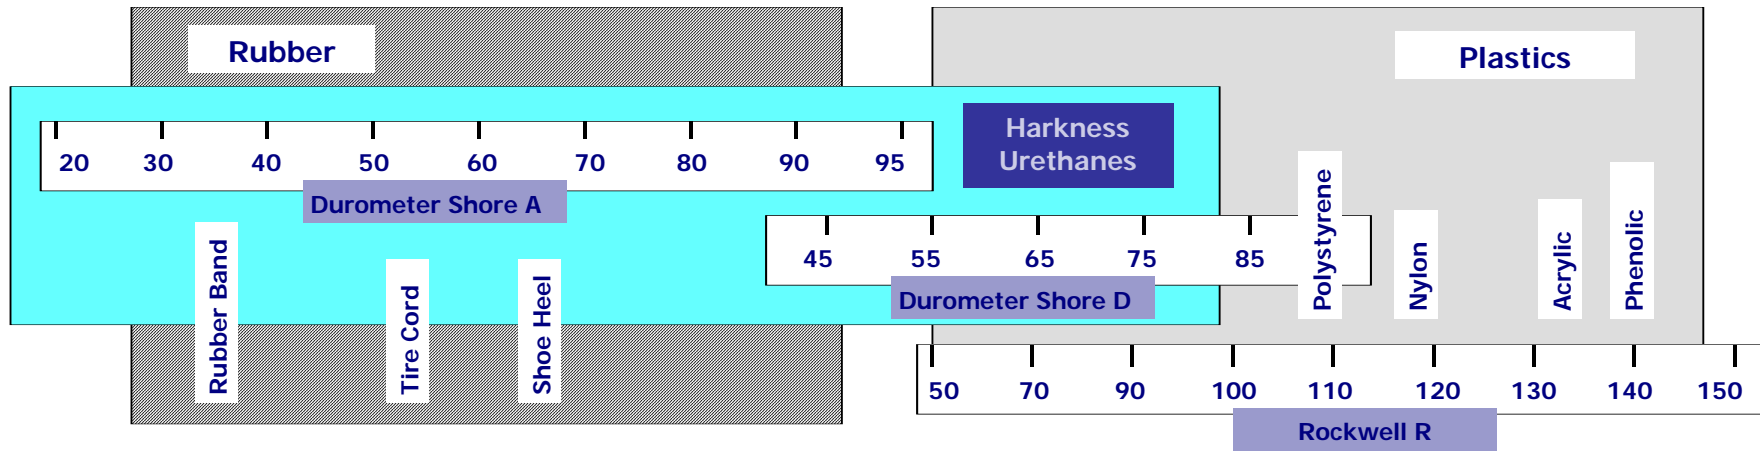 Rubber
Plastics
Harkness
Urethanes
20 30 40 50 60 70 80 90 95
Durometer Shore A
45 55 65 75 85
Durometer Shore D
Rubber Band
Tire Cord
Shoe Heel
Polystyrene
Nylon
Acrylic
Phenolic
50 70 90 100 110 120 130 140 150
Rockwell R